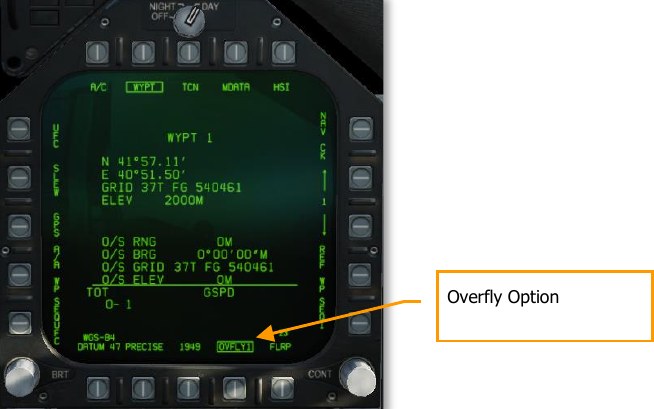 NIGHT DAY
OFF
A/C WYPT TCN MDATA HSI
UFC
SLEW
GPS
A/A WP
SEQUFC
NAV CK
1
REF WP
WYPT 1
N 41°57.11'
E 40°51.50'
GRID 37T FG 540461
ELEV 2000M
O/S RNG 0M
O/S BRG 0°00'00"M
O/S GRID 37T FG 540461
O/S ELEV 0M
TOT GSPD
0- 1
WGS-84
DATUM 47 PRECISE 1949 OVFLY1 FLRP
BRT CONT
Overfly Option